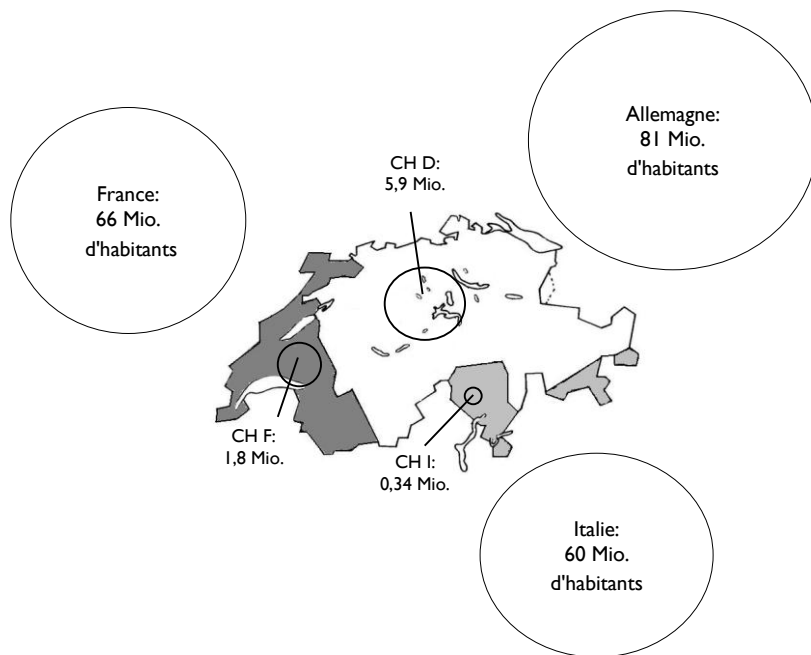 Allemagne:
81 Mio.
d'habitants
CH D:
5,9 Mio.
France:
66 Mio.
d'habitants
CH F:
1,8 Mio.
CH I:
0,34 Mio.
Italie:
60 Mio.
d'habitants